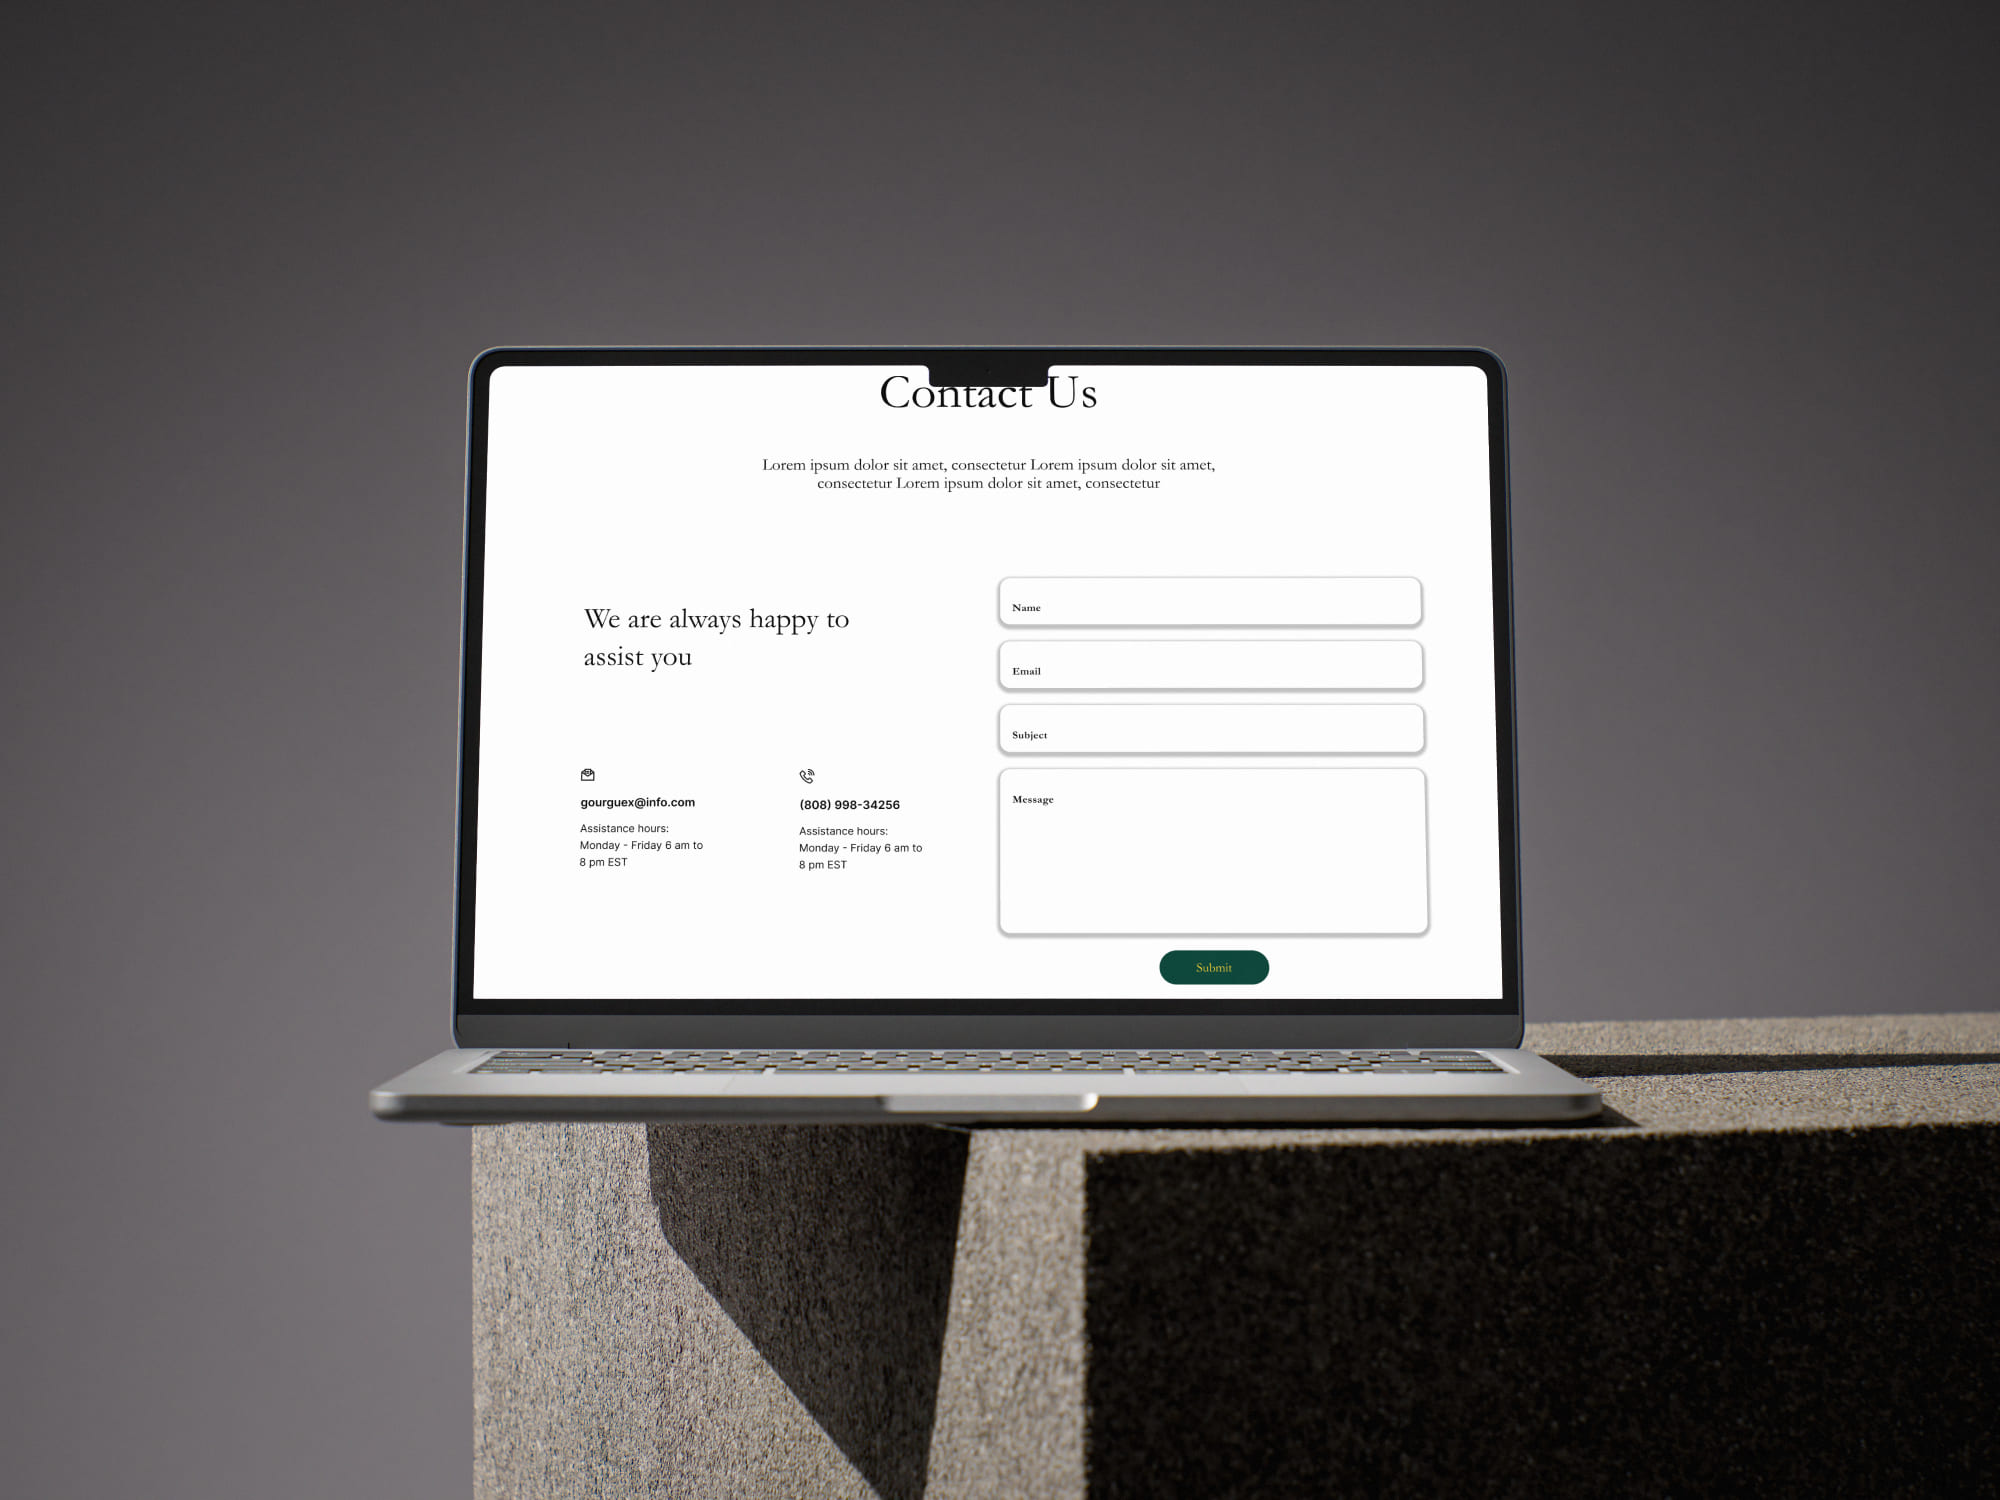 Contact Us
Lorem ipsum dolor sit amet, consectetur Lorem ipsum dolor sit amet,
consectetur Lorem ipsum dolor sit amet, consectetur
We are always happy to
assist you
gourguex@info.com
Assistance hours:
Monday - Friday 6 am to
8 pm EST
(808) 998-34256
Assistance hours:
Monday - Friday 6 am to
8 pm EST
Name
Email
Subject
Message
Submit